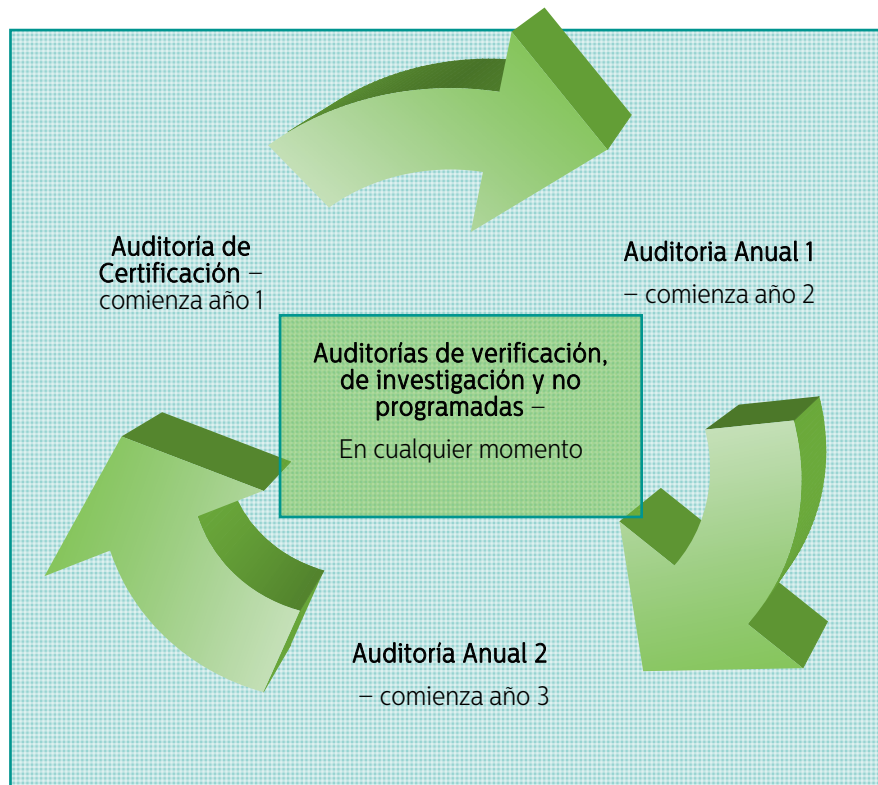 Auditoría de
Certificación –
comienza año 1
Auditoria Anual 1
– comienza año 2
Auditorías de verificación,
de investigación y no
programadas –
En cualquier momento
Auditoría Anual 2
– comienza año 3